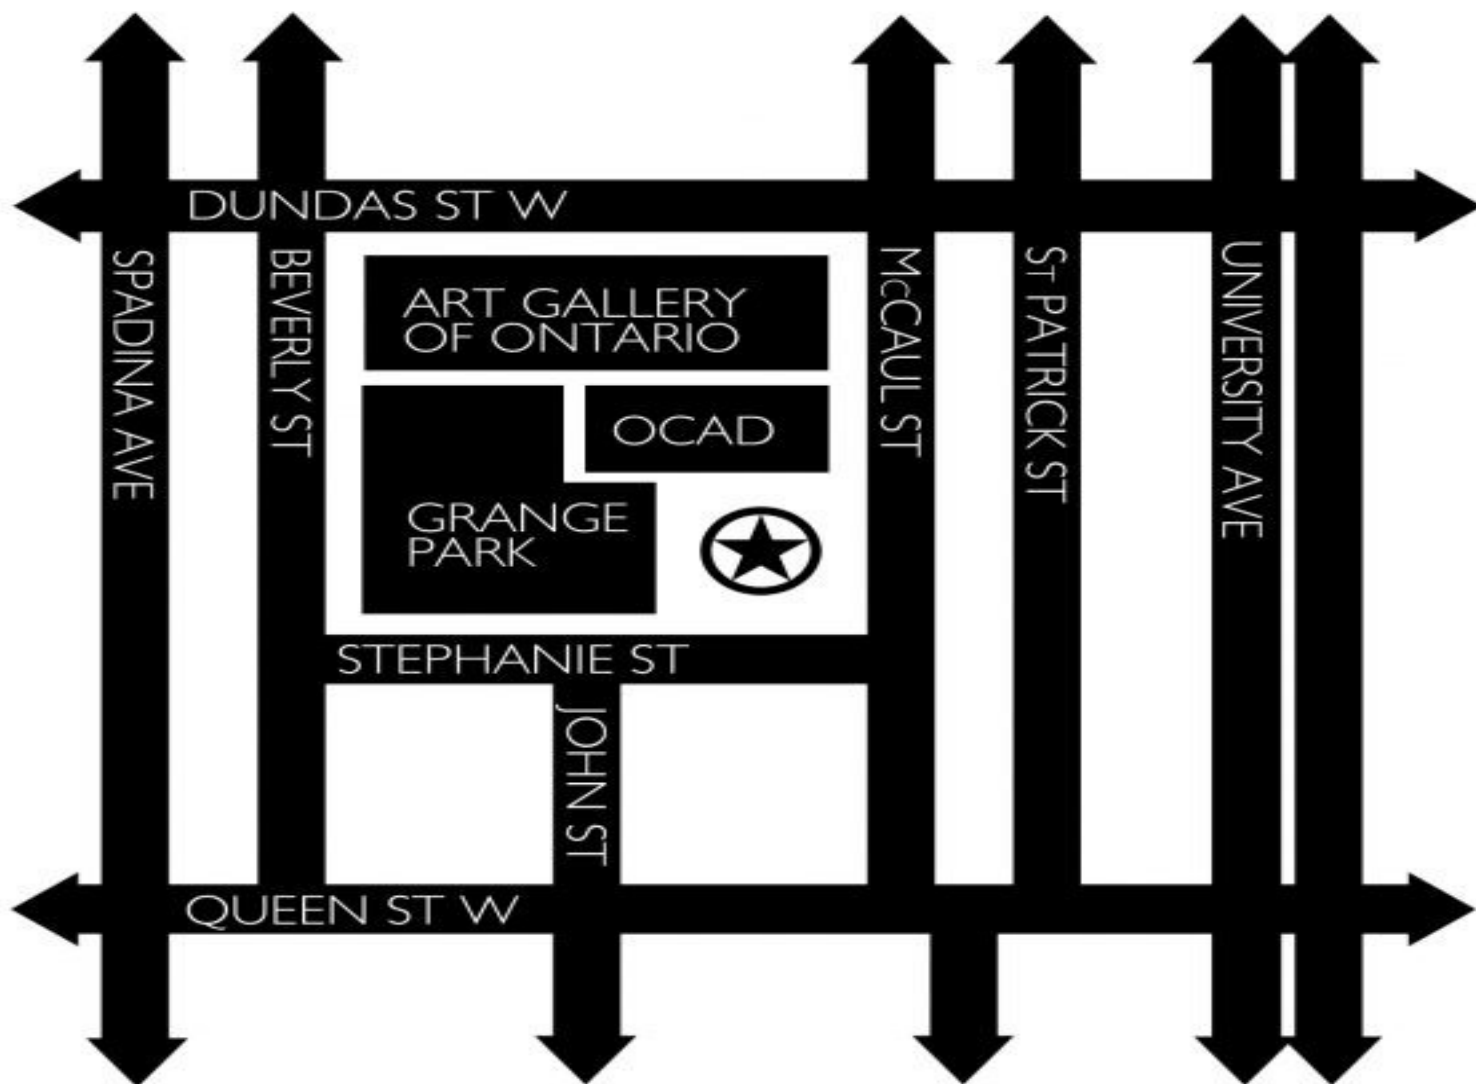 DUNDAS ST W
SPADINA AVE
BEVERLY ST
ART GALLERY
OF ONTARIO
OCAD
GRANGE
PARK
McCAUL ST
ST PATRICK ST
UNIVERSITY AVE
STEPHANIE ST
JOHN ST
QUEEN ST W